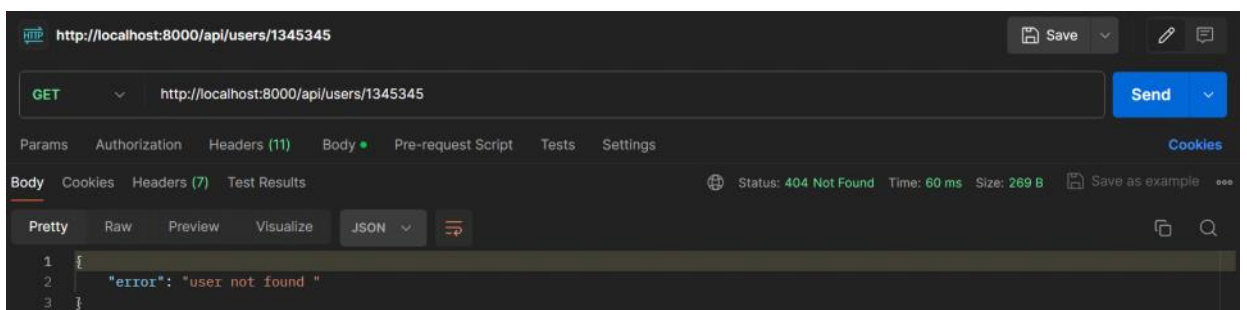 HTTP http://localhost:8000/api/users/1345345 Save
GET http://localhost:8000/api/users/1345345 Send
Params Authorization Headers (11) Body Pre-request Script Tests Settings Cookies
Body Cookies Headers (7) Test Results Status: 404 Not Found Time: 60 ms Size: 269 B Save as example
Pretty Raw Preview Visualize JSON
1 {
2 "error": "user not found "
3 }